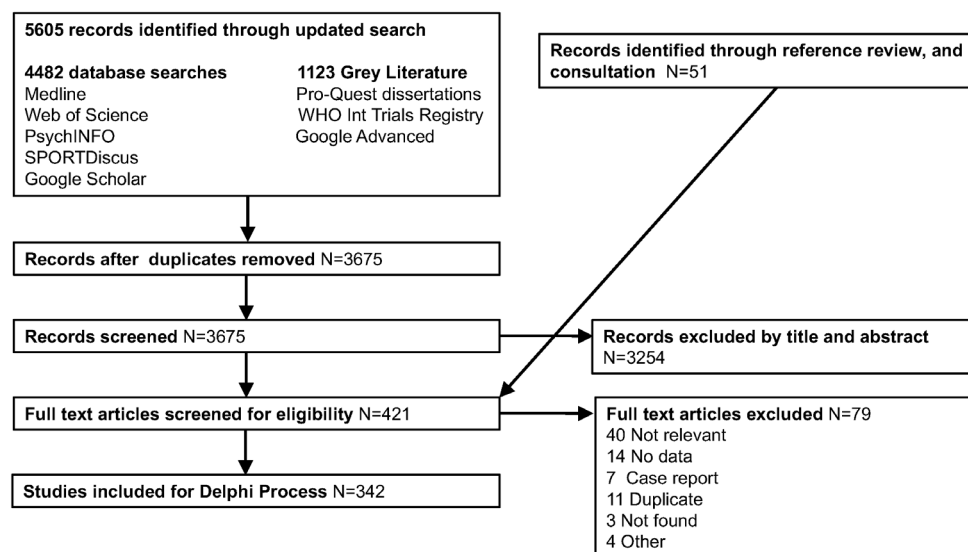 5605 records identified through updated search
4482 database searches
Medline
Web of Science
PsychINFO
SPORTDiscus
Google Scholar
1123 Grey Literature
Pro-Quest dissertations
WHO Int Trials Registry
Google Advanced
Records identified through reference review, and
consultation N=51
Records after duplicates removed N=3675
Records screened N=3675
Records excluded by title and abstract
N=3254
Full text articles screened for eligibility N=421
Full text articles excluded N=79
40 Not relevant
14 No data
7 Case report
11 Duplicate
3 Not found
4 Other
Studies included for Delphi Process N=342